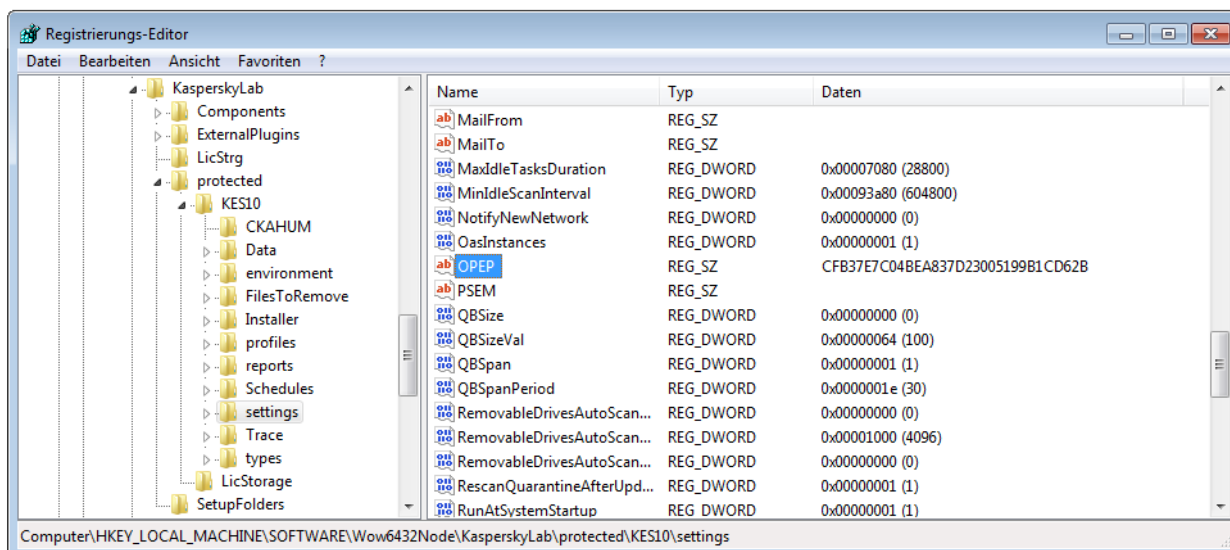 Registrierungs-Editor
Datei Bearbeiten Ansicht Favoriten ?
KasperskyLab
Components
ExternalPlugins
LicStrg
protected
KES10
CKAHUM
Data
environment
FilesToRemove
Installer
profiles
reports
Schedules
settings
Trace
types
LicStorage
SetupFolders
Name Typ Daten
MailFrom REG_SZ
MailTo REG_SZ
MaxIdleTasksDuration REG_DWORD 0x00007080 (28800)
MinIdleScanInterval REG_DWORD 0x00093a80 (604800)
NotifyNewNetwork REG_DWORD 0x00000000 (0)
OasInstances REG_DWORD 0x00000001 (1)
OPEP REG_SZ CFB37E7C04BEA837D23005199B1CD62B
PSEM REG_SZ
QBSize REG_DWORD 0x00000000 (0)
QBSizeVal REG_DWORD 0x00000064 (100)
QBSpan REG_DWORD 0x00000001 (1)
QBSpanPeriod REG_DWORD 0x0000001e (30)
RemovableDrivesAutoScan... REG_DWORD 0x00000000 (0)
RemovableDrivesAutoScan... REG_DWORD 0x00001000 (4096)
RemovableDrivesAutoScan... REG_DWORD 0x00000000 (0)
RescanQuarantineAfterUpd... REG_DWORD 0x00000001 (1)
RunAtSystemStartup REG_DWORD 0x00000001 (1)
Computer\HKEY_LOCAL_MACHINE\SOFTWARE\Wow6432Node\KasperskyLab\protected\KES10\settings